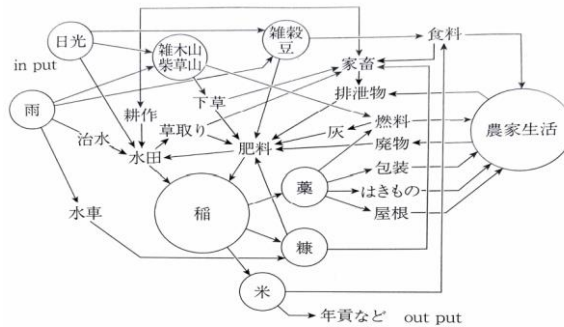 日光
雑木山
柴草山
雑穀
豆
食料
in put
家畜
雨
下草
排泄物
耕作
草取り
灰
燃料
農家生活
治水
水田
肥料
廃物
藁
包装
はきもの
稲
屋根
水車
糠
米
年貢など out put